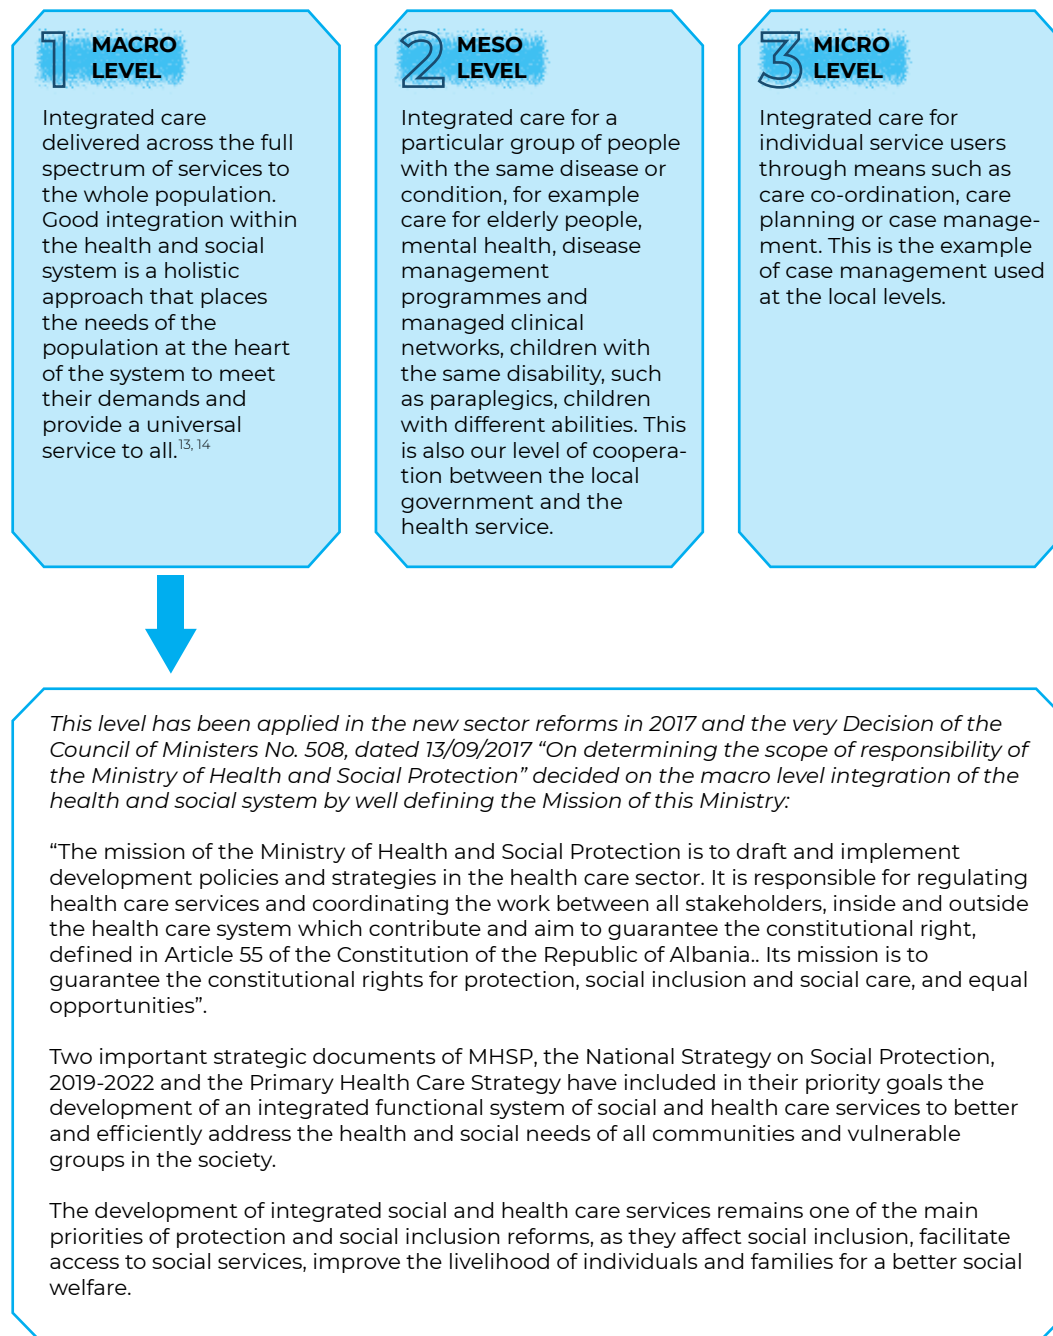 1 MACRO
LEVEL
Integrated care
delivered across the full
spectrum of services to
the whole population.
Good integration within
the health and social
system is a holistic
approach that places
the needs of the
population at the heart
of the system to meet
their demands and
provide a universal
service to all.13, 14
2 MESO
LEVEL
Integrated care for a
particular group of people
with the same disease or
condition, for example
care for elderly people,
mental health, disease
management
programmes and
managed clinical
networks, children with
the same disability, such
as paraplegics, children
with different abilities. This
is also our level of coopera-
tion between the local
government and the
health service.
3 MICRO
LEVEL
Integrated care for
individual service users
through means such as
care co-ordination, care
planning or case manage-
ment. This is the example
of case management used
at the local levels.
This level has been applied in the new sector reforms in 2017 and the very Decision of the
Council of Ministers No. 508, dated 13/09/2017 “On determining the scope of responsibility of
the Ministry of Health and Social Protection” decided on the macro level integration of the
health and social system by well defining the Mission of this Ministry:
“The mission of the Ministry of Health and Social Protection is to draft and implement
development policies and strategies in the health care sector. It is responsible for regulating
health care services and coordinating the work between all stakeholders, inside and outside
the health care system which contribute and aim to guarantee the constitutional right,
defined in Article 55 of the Constitution of the Republic of Albania.. Its mission is to
guarantee the constitutional rights for protection, social inclusion and social care, and equal
opportunities”.
Two important strategic documents of MHSP, the National Strategy on Social Protection,
2019-2022 and the Primary Health Care Strategy have included in their priority goals the
development of an integrated functional system of social and health care services to better
and efficiently address the health and social needs of all communities and vulnerable
groups in the society.
The development of integrated social and health care services remains one of the main
priorities of protection and social inclusion reforms, as they affect social inclusion, facilitate
access to social services, improve the livelihood of individuals and families for a better social
welfare.